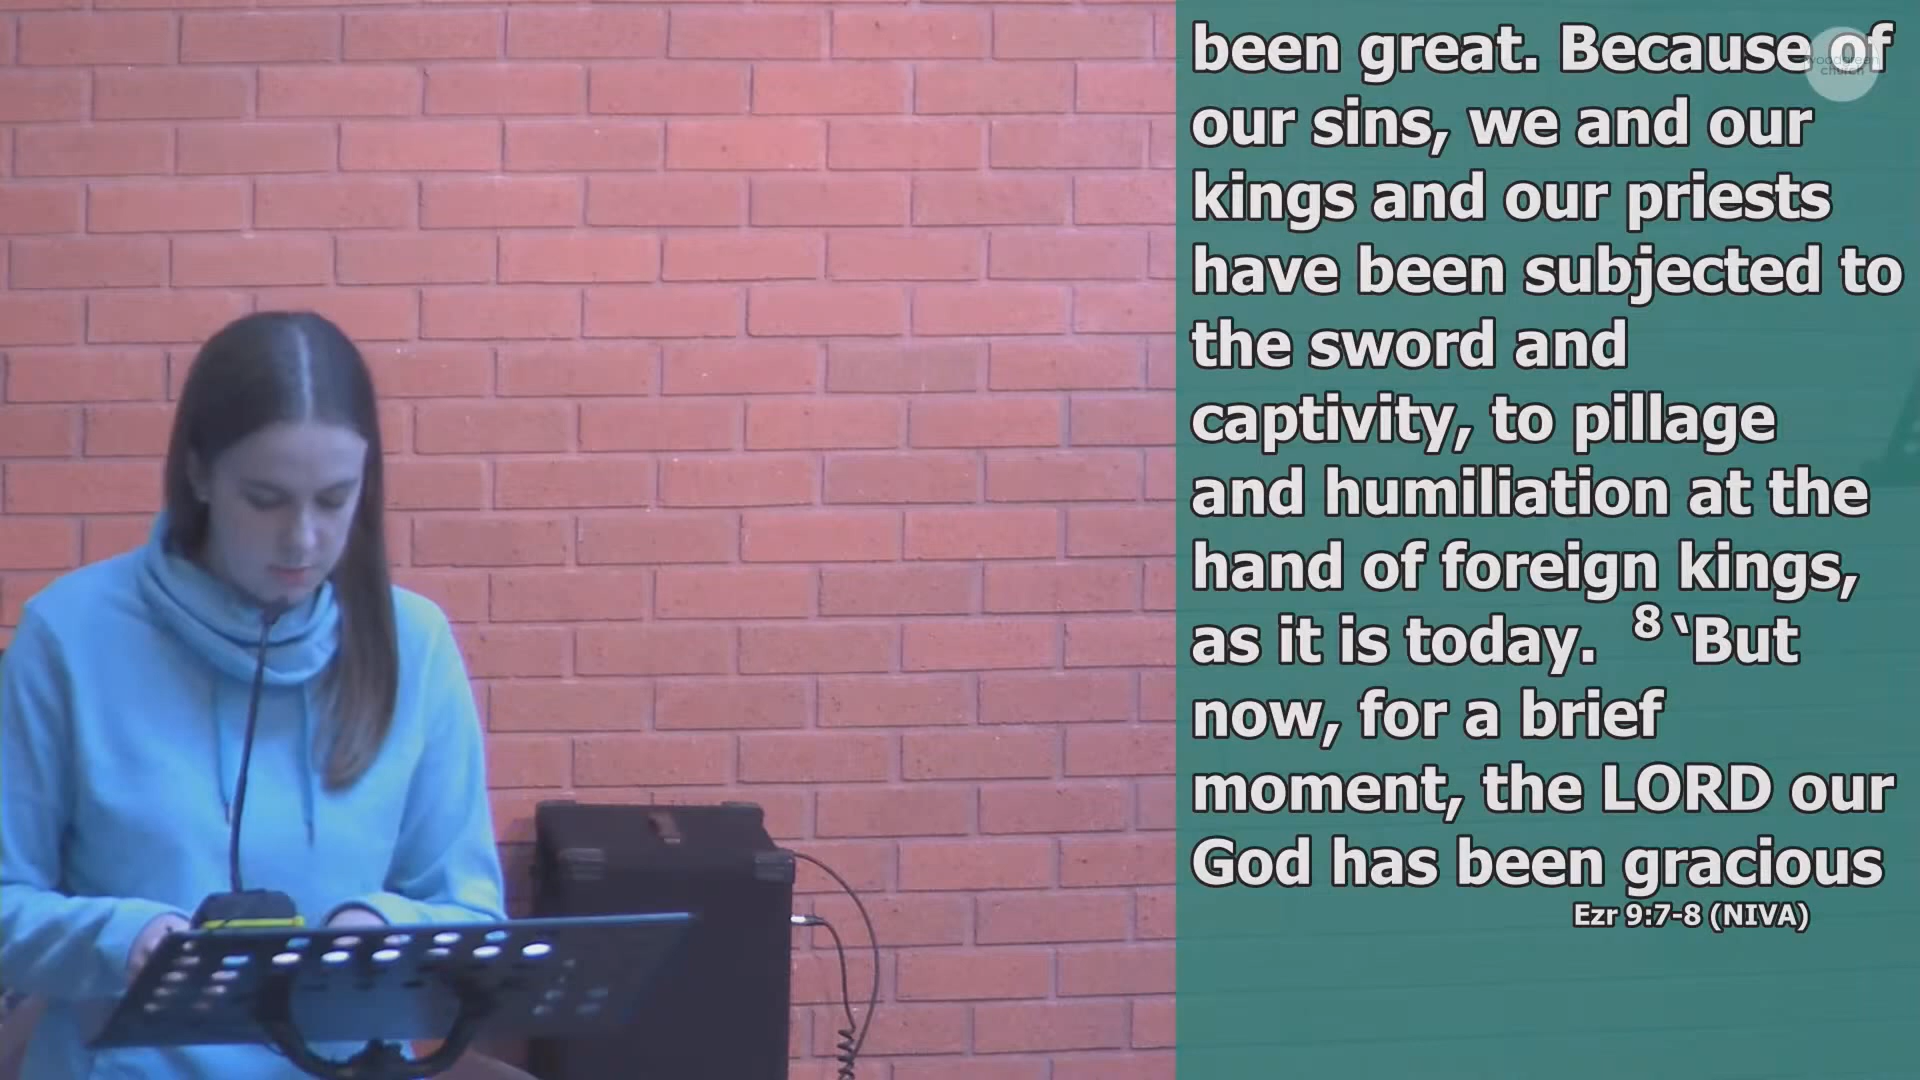 been great. Because of
our sins, we and our
kings and our priests
have been subjected to
the sword and
captivity, to pillage
and humiliation at the
hand of foreign kings,
as it is today. 8 ‘But
now, for a brief
moment, the LORD our
God has been gracious
Ezr 9:7-8 (NIVA)
woodgreen
church